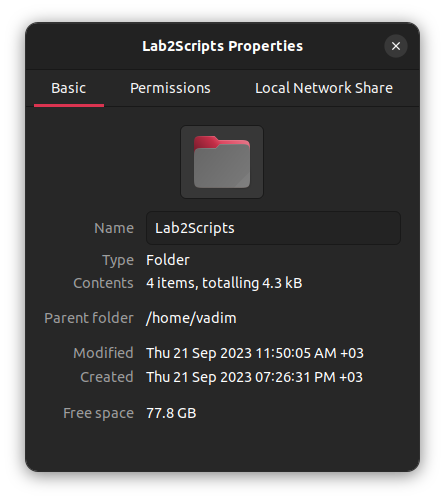 Lab2Scripts Properties
Basic Permissions Local Network Share
Name Lab2Scripts
Type Folder
Contents 4 items, totalling 4.3 kB
Parent folder /home/vadim
Modified Thu 21 Sep 2023 11:50:05 AM +03
Created Thu 21 Sep 2023 07:26:31 PM +03
Free space 77.8 GB